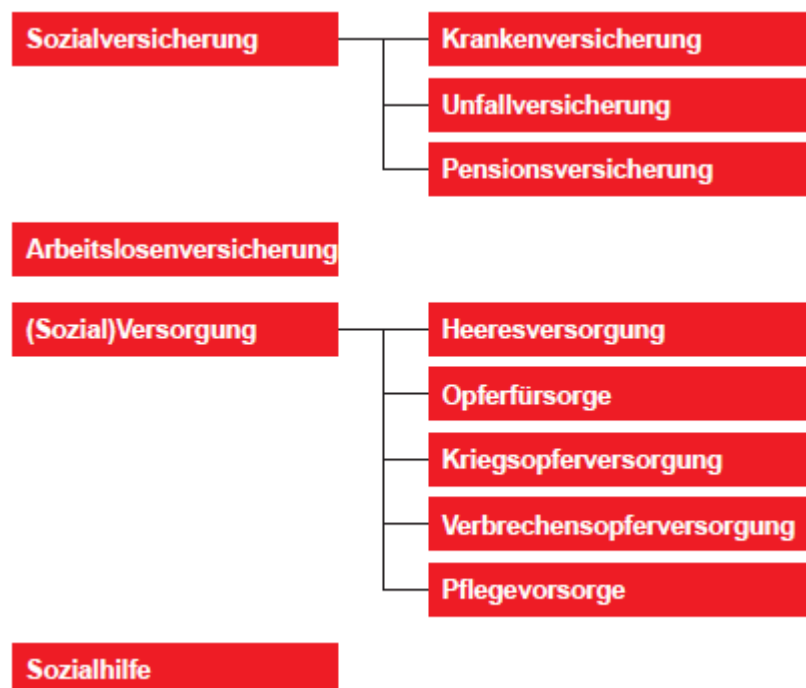 Sozialversicherung
Krankenversicherung
Unfallversicherung
Pensionsversicherung
Arbeitslosenversicherung
(Sozial)Versorgung
Heeresversorgung
Opferfürsorge
Kriegsopferversorgung
Verbrechensopferversorgung
Pflegevorsorge
Sozialhilfe